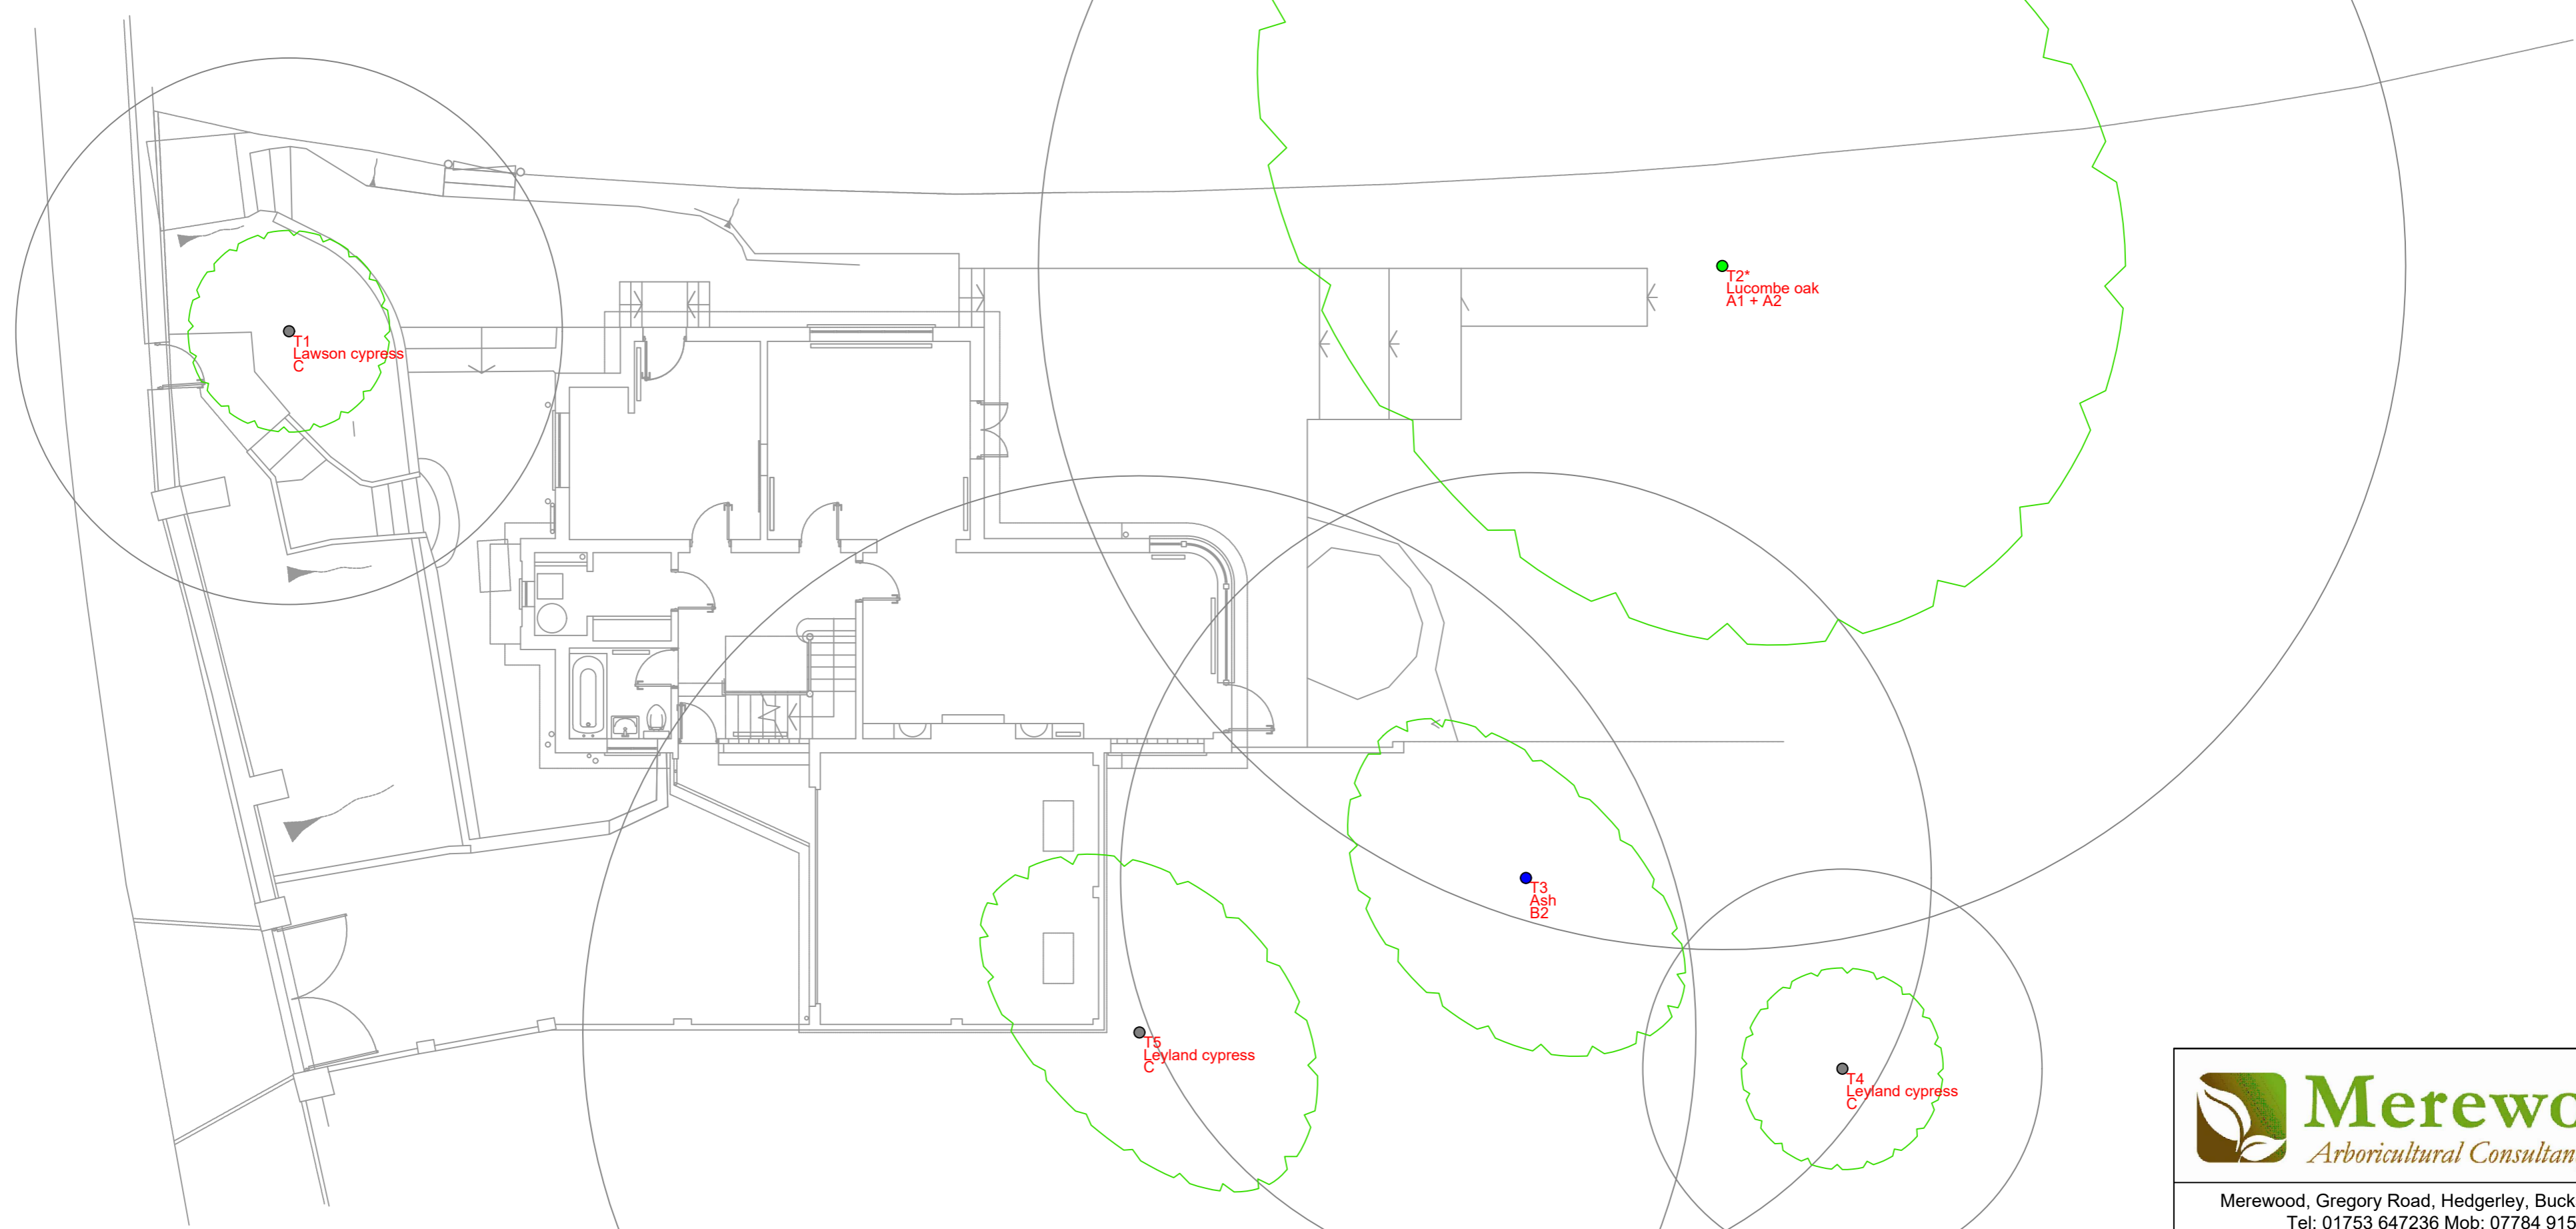 T1
Lawson cypress
C
T2*
Lucombe oak
A1 + A2
T3
Ash
B2
T5
Leyland cypress
C
T4
Leyland cypress
C
Merewo
Arboricultural Consultan
Merewood, Gregory Road, Hedgerley, Buck
Tel: 01753 647236 Mob: 07784 915